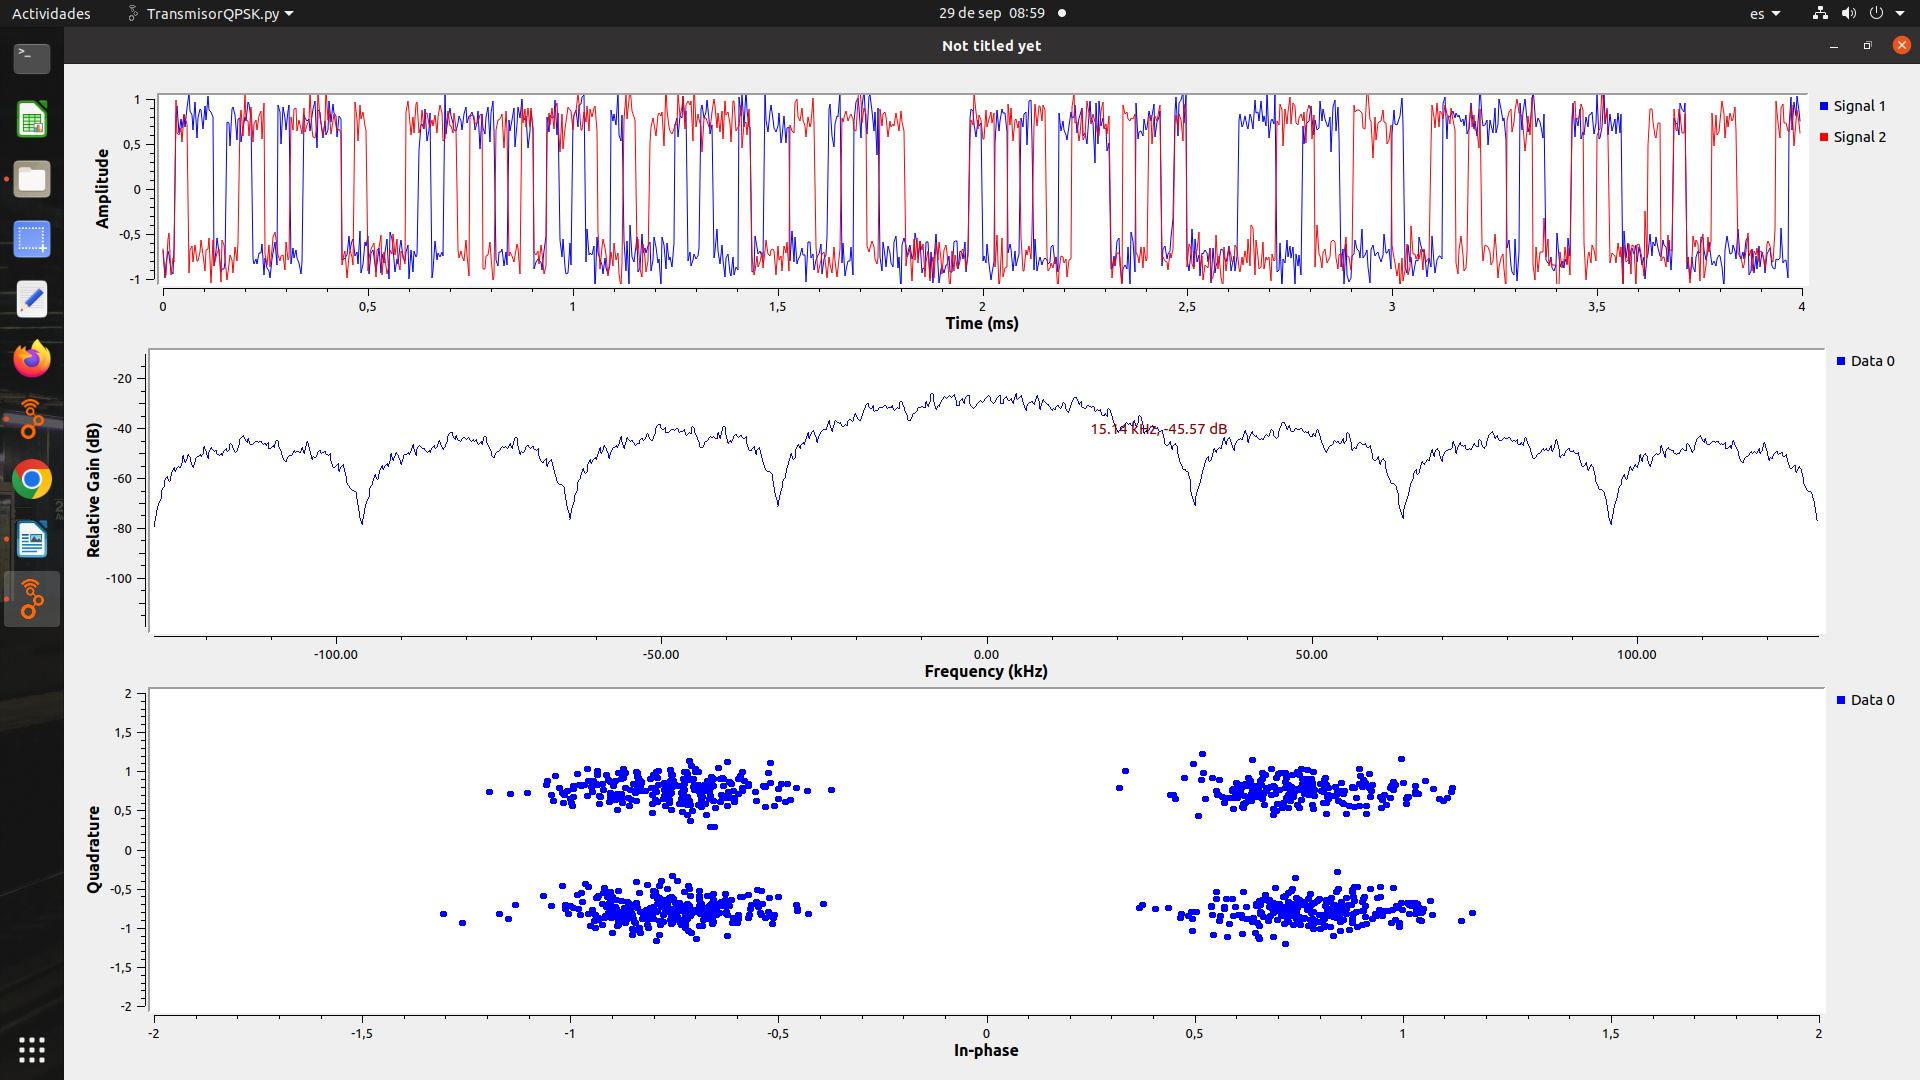 Actividades TransmisorQPSK.py 29 de sep 08:59 es
Not titled yet
1
0,5
0
-0,5
-1
Amplitude
0 0,5 1 1,5 2 2,5 3 3,5 4
Time (ms)
Signal 1
Signal 2
-20
-40
-60
-80
-100
Relative Gain (dB)
15.14 kHz, -45.57 dB
-100.00 -50.00 0.00 50.00 100.00
Frequency (kHz)
Data 0
2
1,5
1
0,5
0
-0,5
-1
-1,5
-2
Quadrature
-2 -1,5 -1 -0,5 0 0,5 1 1,5 2
In-phase
Data 0